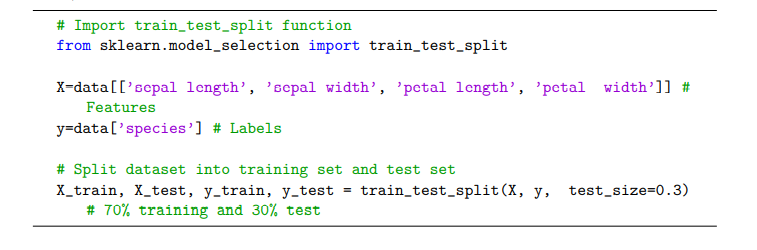 # Import train_test_split function
from sklearn.model_selection import train_test_split
X=data[['sepal length', 'sepal width', 'petal length', 'petal  width']] #
Features
y=data['species'] # Labels
# Split dataset into training set and test set
X_train, X_test, y_train, y_test = train_test_split(X, y,  test_size=0.3)
# 70% training and 30% test